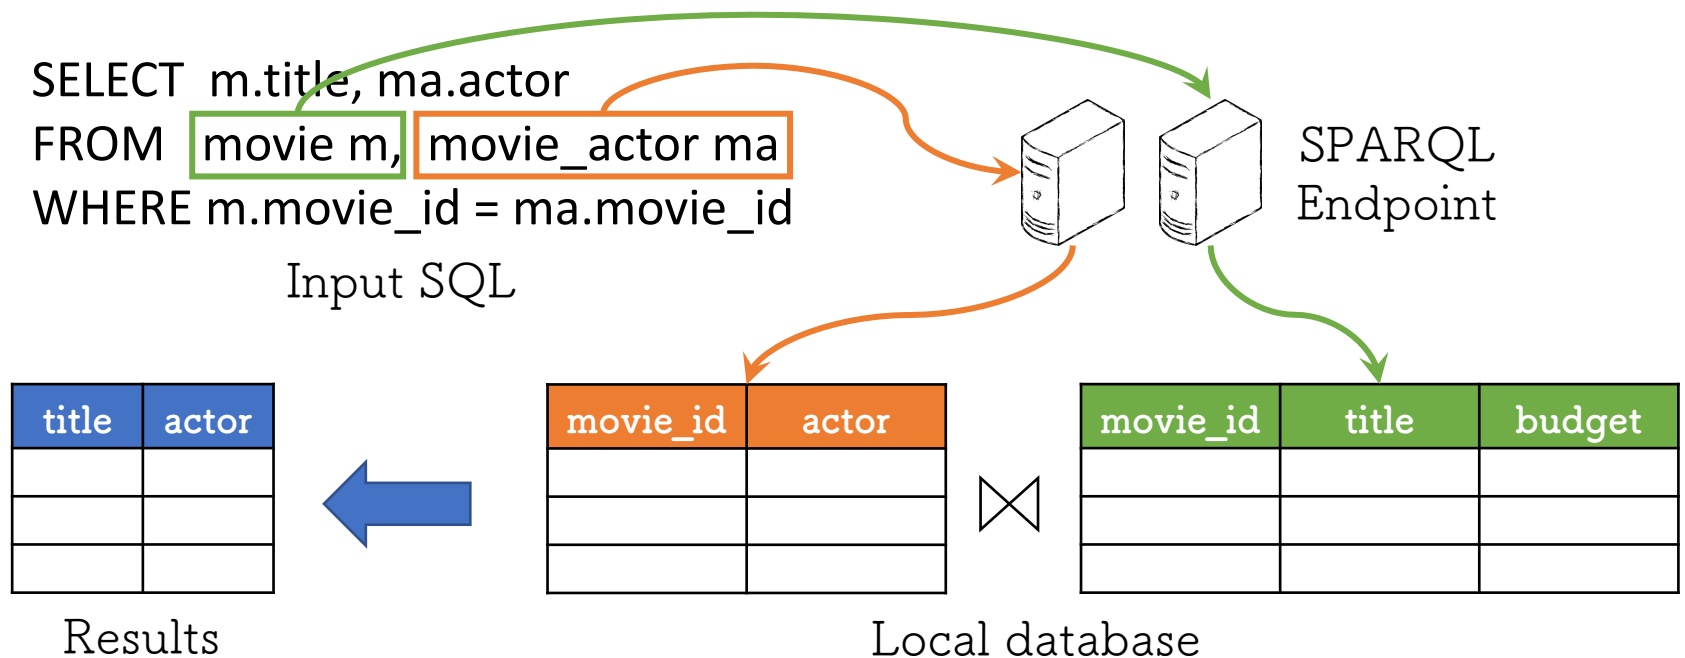 SELECT m.title, ma.actor
FROM movie m, movie_actor ma
WHERE m.movie_id = ma.movie_id
Input SQL
SPARQL
Endpoint
title actor
movie_id actor
movie_id title budget
Results
Local database